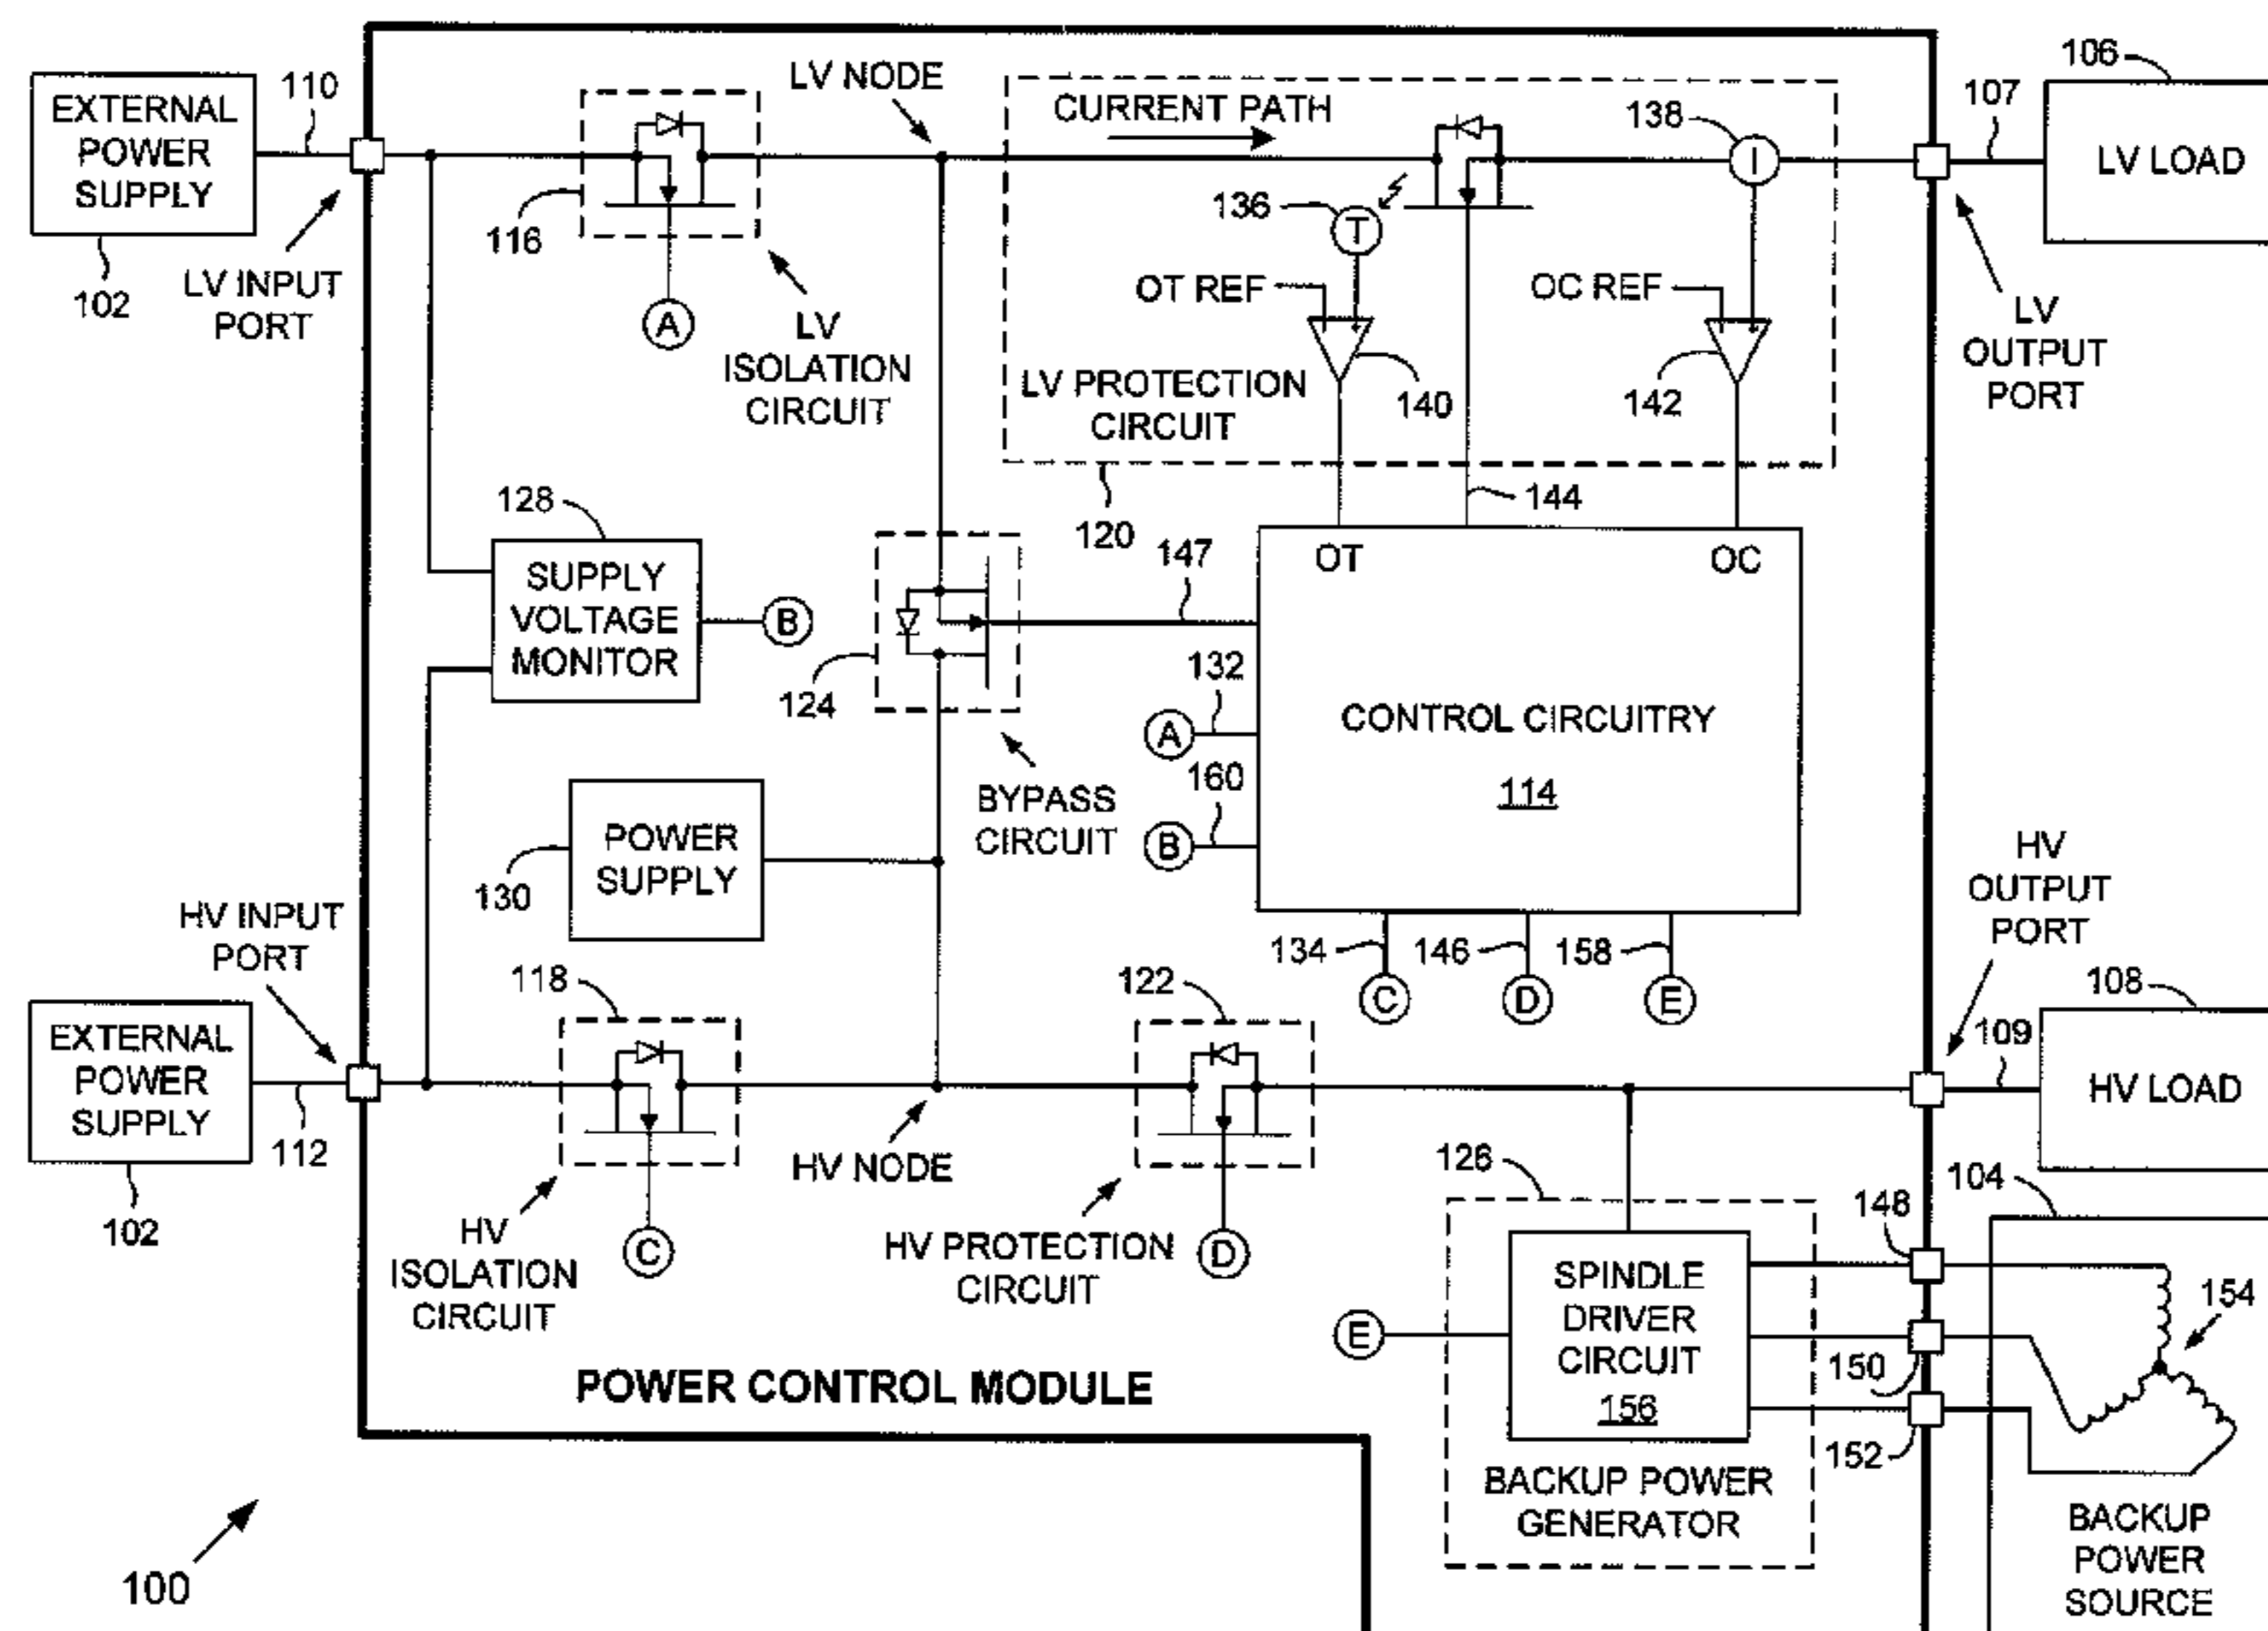 EXTERNAL
POWER
SUPPLY
102
110
LV INPUT
PORT
116
A
LV
ISOLATION
CIRCUIT
LV NODE
CURRENT PATH
136
T
138
I
OT REF
OC REF
140
142
LV PROTECTION
CIRCUIT
120
144
107
106
LV LOAD
LV
OUTPUT
PORT
128
SUPPLY
VOLTAGE
MONITOR
B
124
BYPASS
CIRCUIT
147
132
A
160
B
OT
OC
CONTROL CIRCUITRY
114
134
C
146
D
158
E
130
POWER
SUPPLY
HV INPUT
PORT
EXTERNAL
POWER
SUPPLY
102
112
118
C
HV
ISOLATION
CIRCUIT
HV NODE
122
D
HV PROTECTION
CIRCUIT
HV
OUTPUT
PORT
109
108
HV LOAD
126
E
SPINDLE
DRIVER
CIRCUIT
156
BACKUP POWER
GENERATOR
148
150
152
104
154
BACKUP
POWER
SOURCE
POWER CONTROL MODULE
100